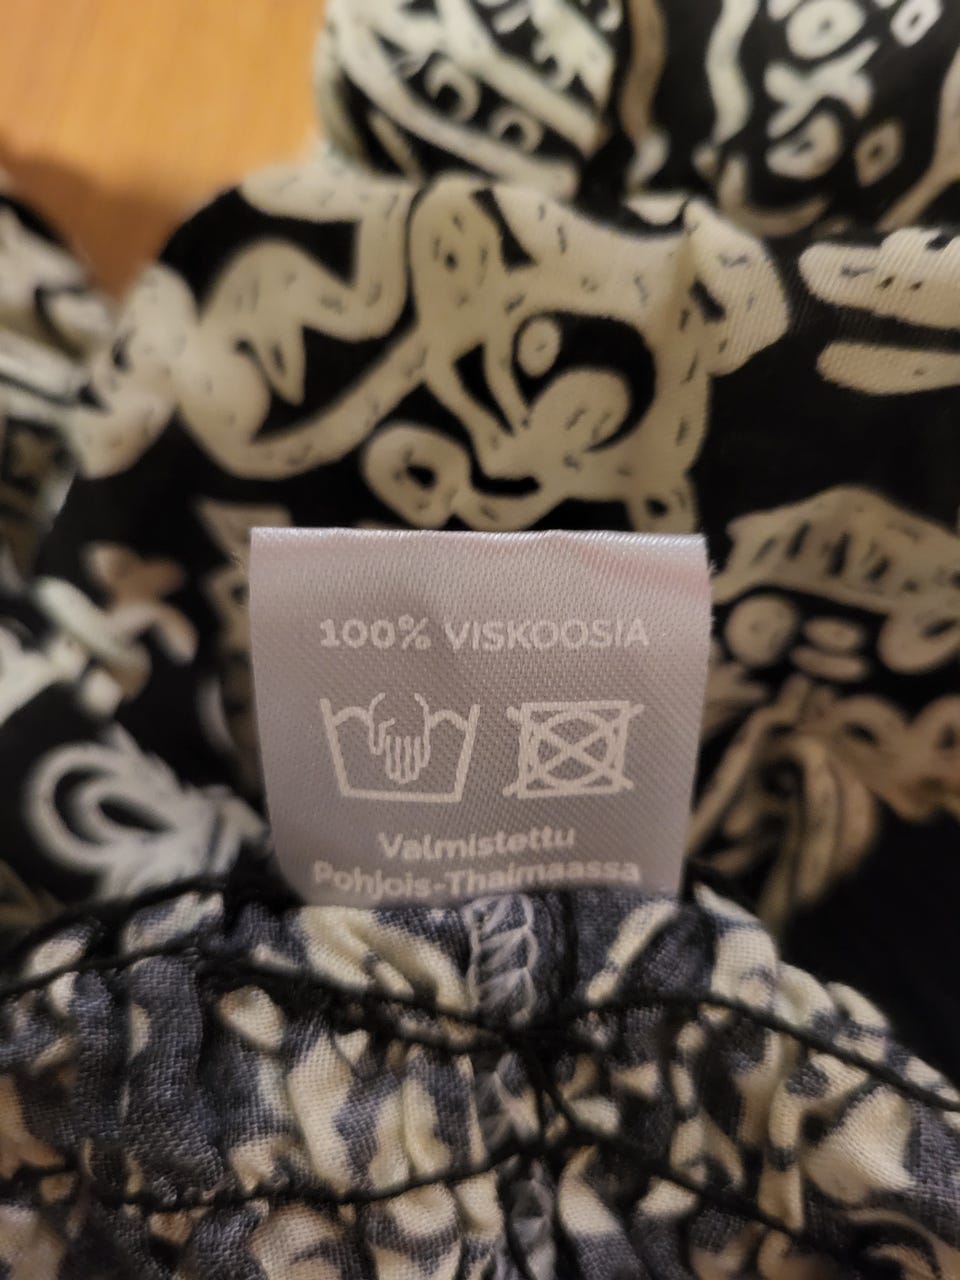 100% VISKOOSIA
Valmistettu
Pohjois-Thaimaassa